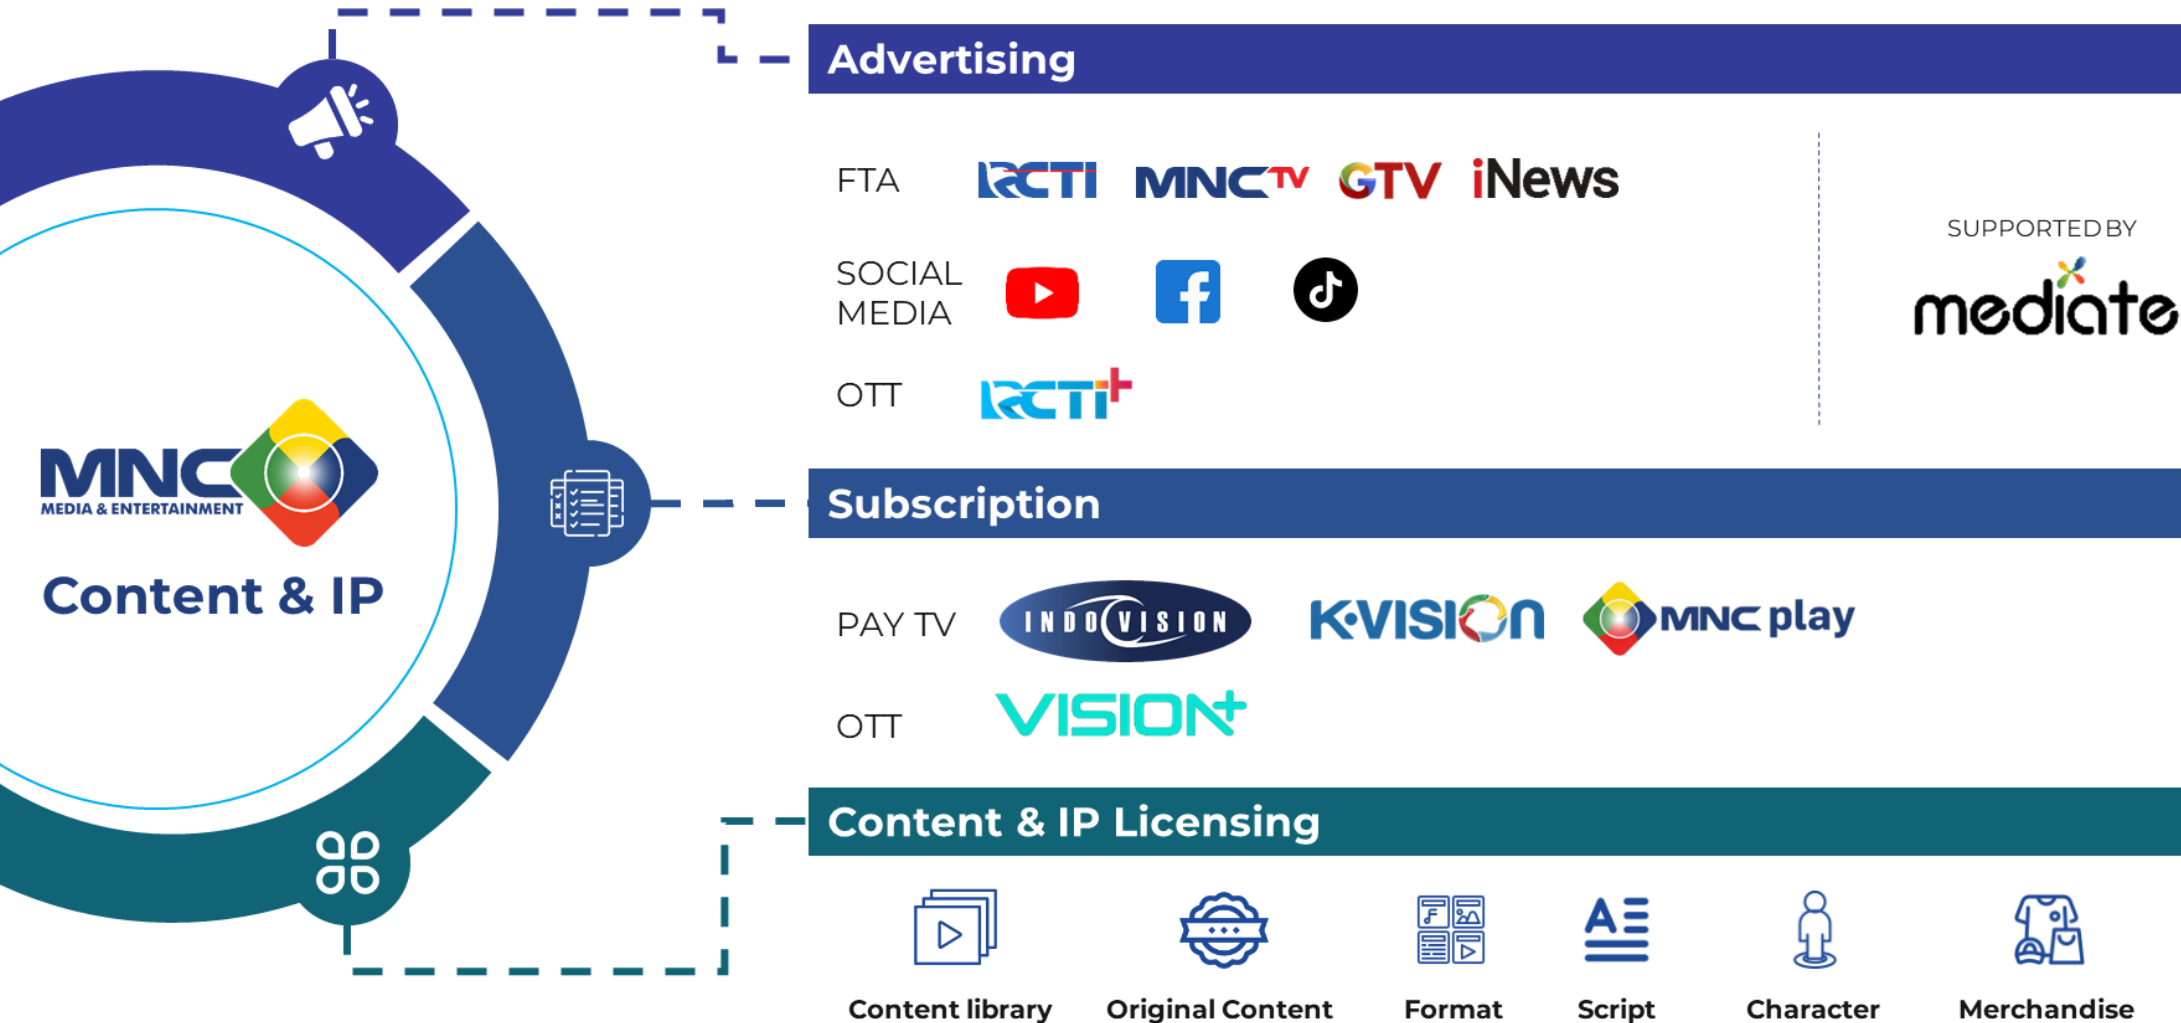 Advertising
FTA RCTI MNCTV GTV iNews
SUPPORTED BY
mediate
SOCIAL
MEDIA
OTT RCTI+
MNC
MEDIA & ENTERTAINMENT
Content & IP
Subscription
PAY TV INDOVISION K-VISION MNC play
OTT VISION+
Content & IP Licensing
Content library Original Content Format Script Character Merchandise